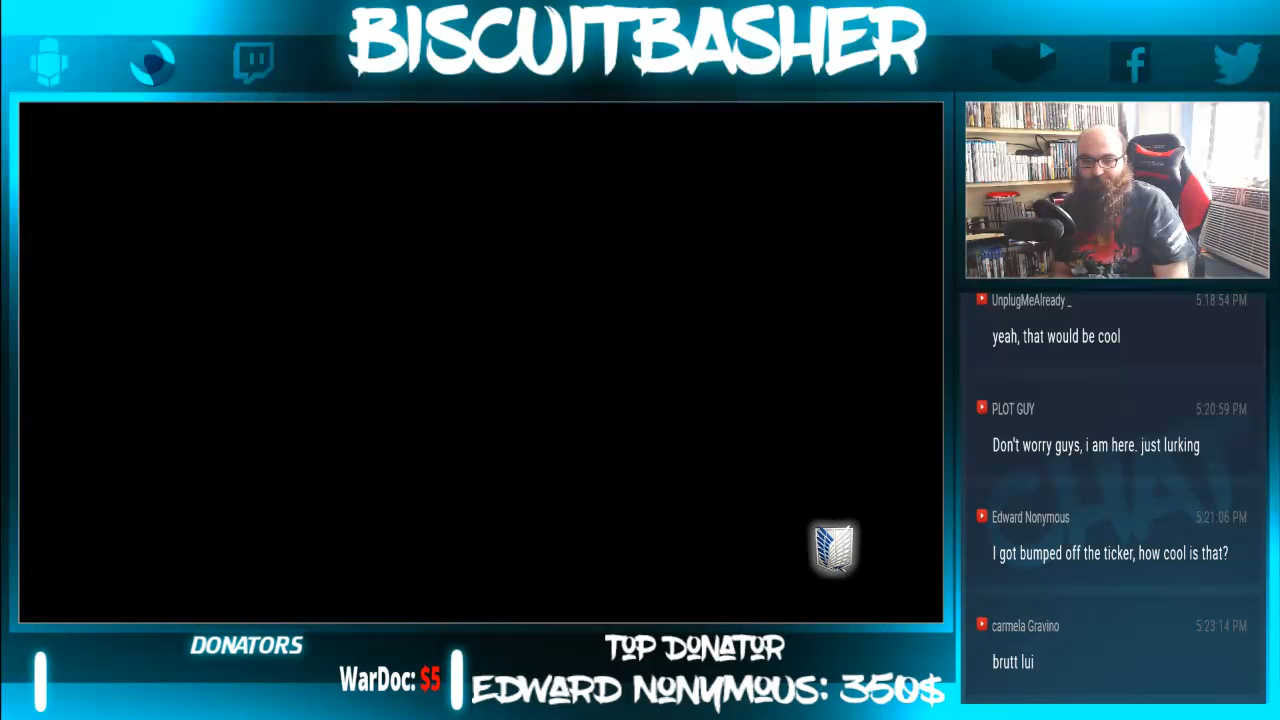 BISCUITBASHER
UnplugMeAlready_ 5:18:54 PM
yeah, that would be cool
PLOT GUY 5:20:59 PM
Don't worry guys, i am here. just lurking
Edward Nonymous 5:21:06 PM
I got bumped off the ticker, how cool is that?
carmela Gravino 5:23:14 PM
brutt lui
CHAT
DONATORS
WarDoc: $5
TOP DONATOR
EDWARD NONYMOUS: 350$